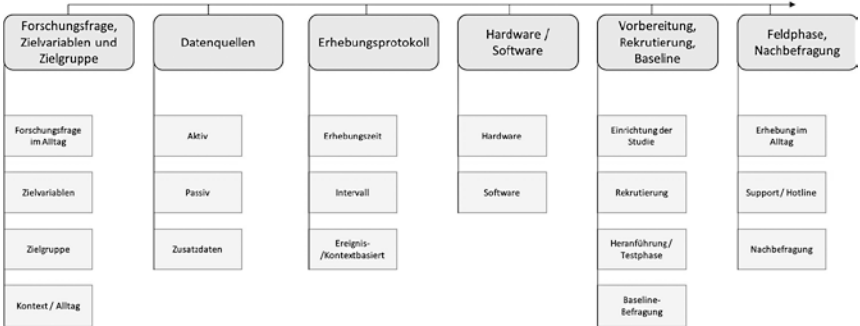 Forschungsfrage,
Zielvariablen und
Zielgruppe
Forschungsfrage
im Alltag
Zielvariablen
Zielgruppe
Kontext / Alltag
Datenquellen
Aktiv
Passiv
Zusatzdaten
Erhebungsprotokoll
Erhebungszeit
Intervall
Ereignis-
/Kontextbasiert
Hardware /
Software
Hardware
Software
Vorbereitung,
Rekrutierung,
Baseline
Einrichtung der
Studie
Rekrutierung
Heranführung /
Testphase
Baseline-
Befragung
Feldphase,
Nachbefragung
Erhebung im
Alltag
Support / Hotline
Nachbefragung